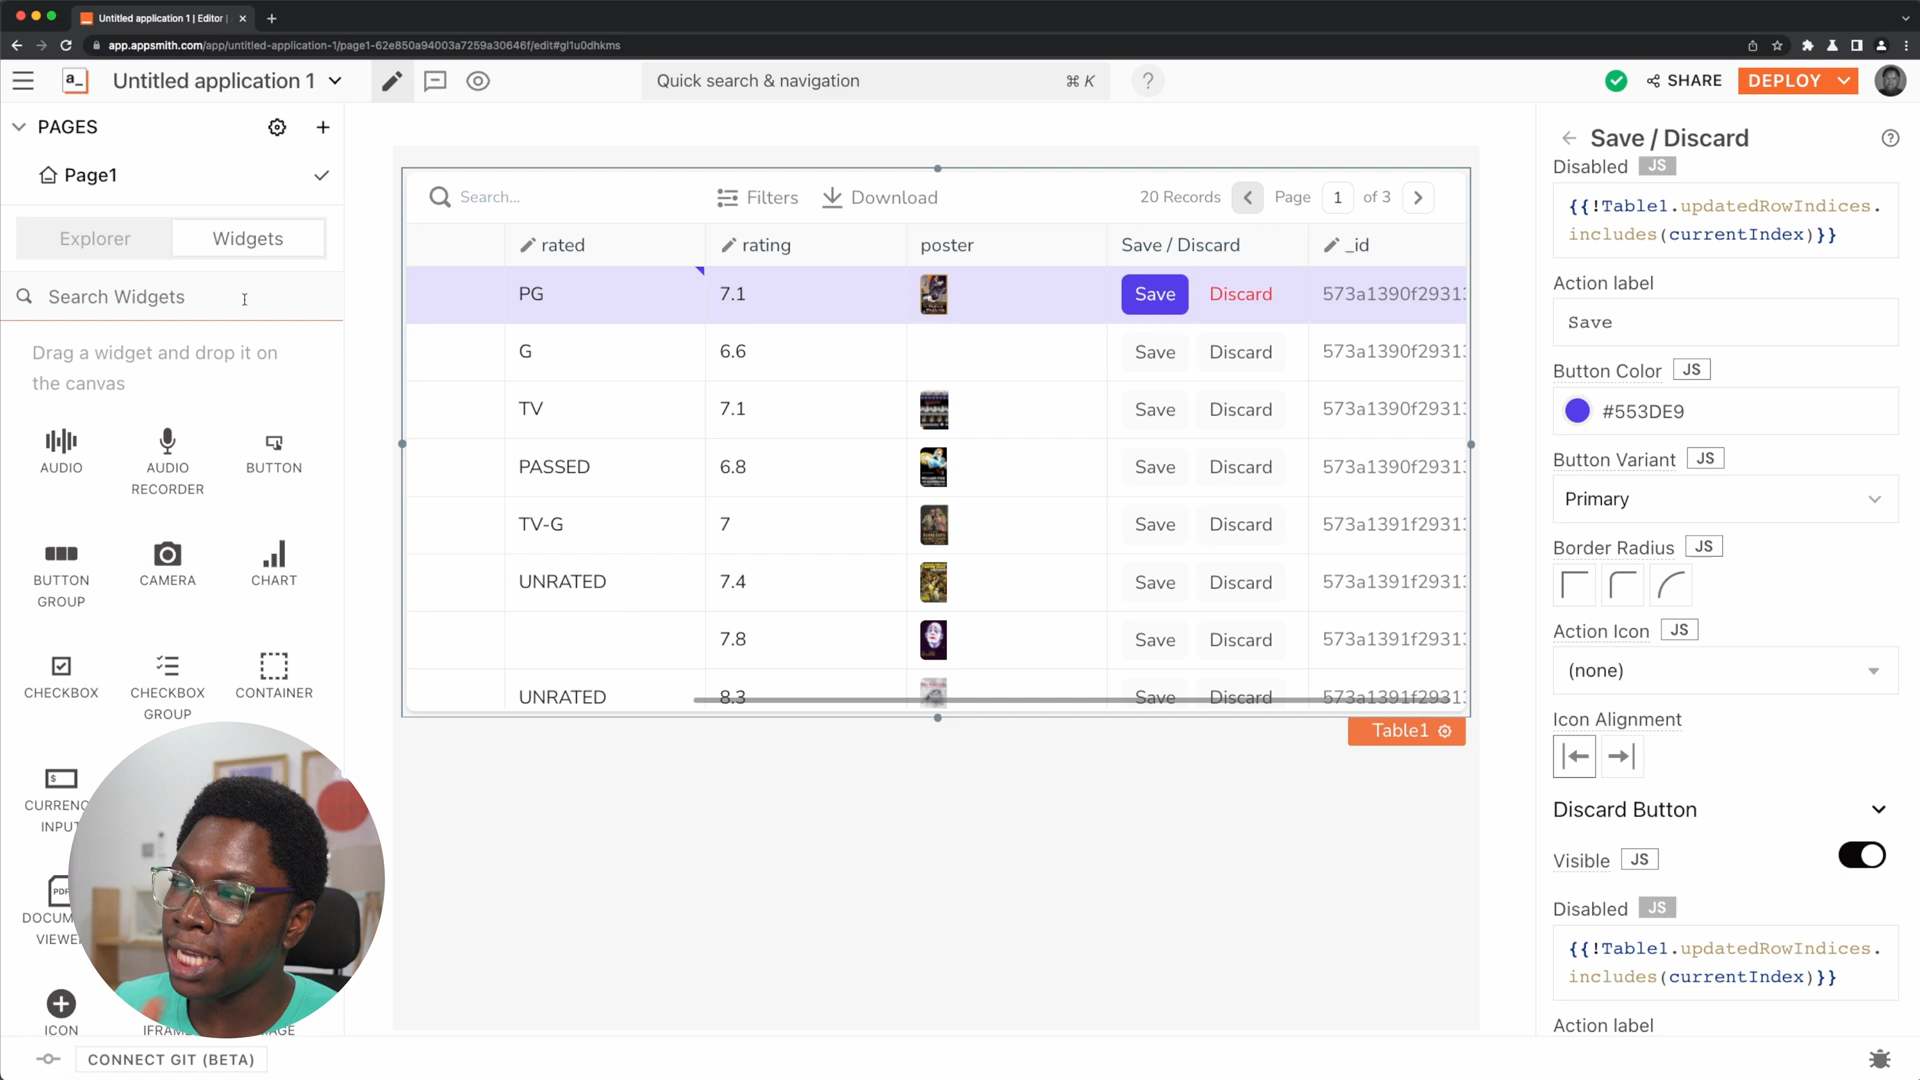 Untitled application 1 | Editor |
app.appsmith.com/app/untitled-application-1/page1-62e850a94003a7259a30646f/edit#gl1u0dhkms
a_
Untitled application 1
Quick search & navigation
⌘ K
?
SHARE
DEPLOY
PAGES
Page1
Explorer
Widgets
Search Widgets
Drag a widget and drop it on
the canvas
AUDIO
AUDIO
RECORDER
BUTTON
BUTTON
GROUP
CAMERA
CHART
CHECKBOX
CHECKBOX
GROUP
CONTAINER
ICON
CONNECT GIT (BETA)
Search...
Filters
Download
20 Records
Page
1
of 3
rated
rating
poster
Save / Discard
_id
PG
7.1
Save
Discard
573a1390f2931
G
6.6
Save
Discard
573a1390f2931
TV
7.1
Save
Discard
573a1390f2931
PASSED
6.8
Save
Discard
573a1390f2931
TV-G
7
Save
Discard
573a1391f2931
UNRATED
7.4
Save
Discard
573a1391f2931
7.8
Save
Discard
573a1391f2931
UNRATED
8.3
Save
Discard
573a1391f2931
Table1
Save / Discard
Disabled
JS
{{!Table1.updatedRowIndices.
includes(currentIndex)}}
Action label
Save
Button Color
JS
#553DE9
Button Variant
JS
Primary
Border Radius
JS
Action Icon
JS
(none)
Icon Alignment
Discard Button
Visible
JS
Disabled
JS
{{!Table1.updatedRowIndices.
includes(currentIndex)}}
Action label